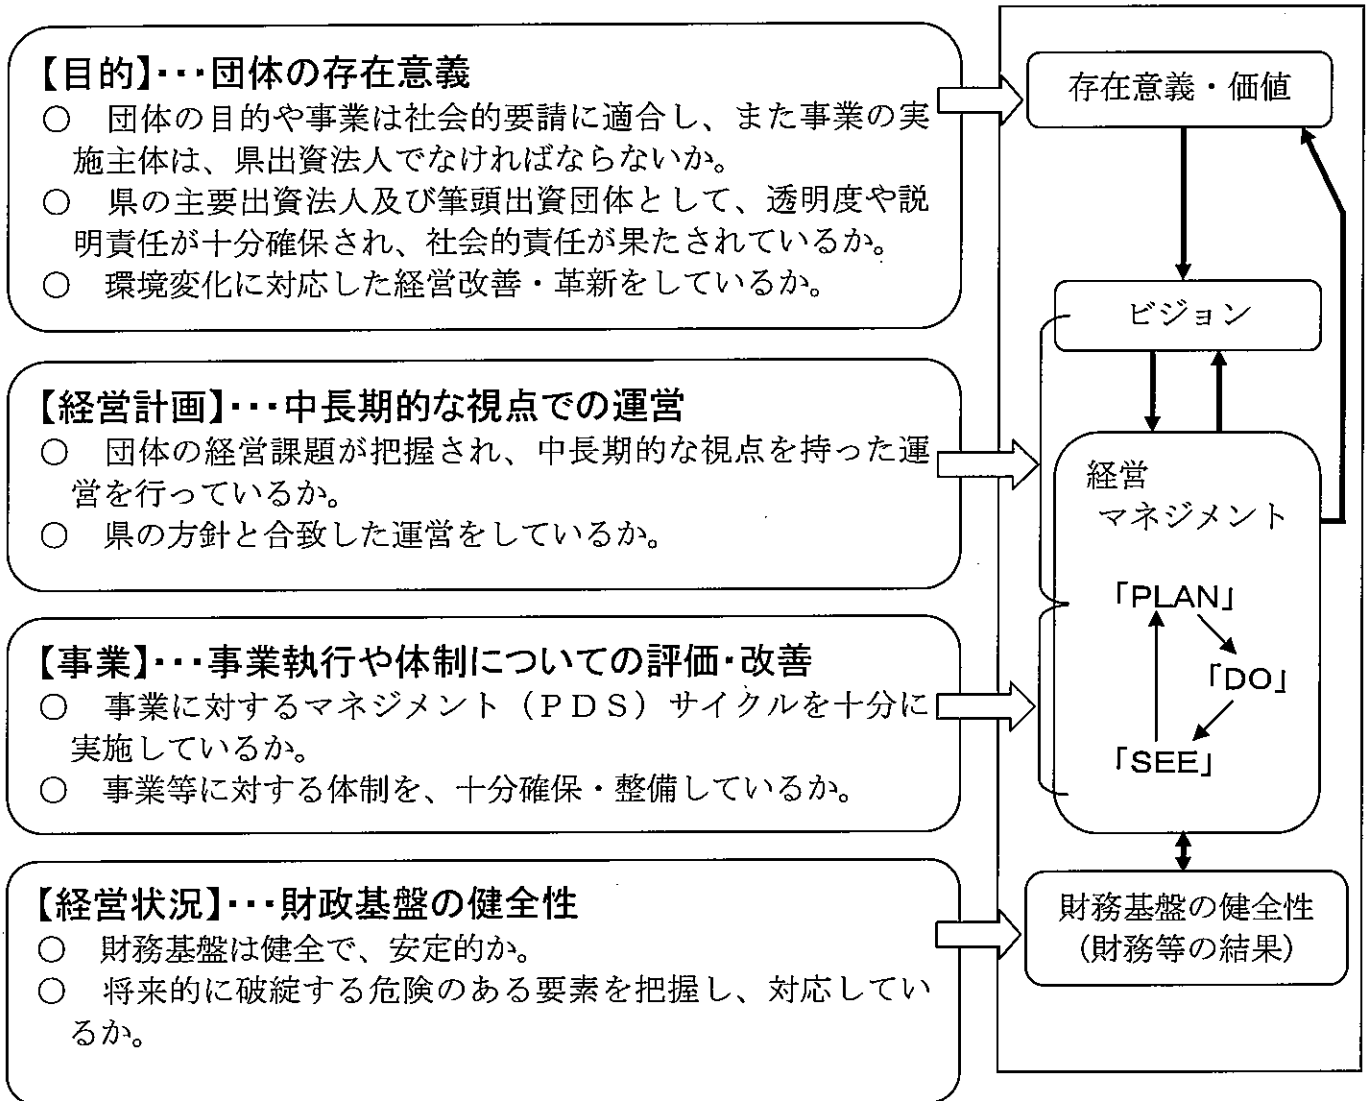 【目的】･･･団体の存在意義
○　団体の目的や事業は社会的要請に適合し、また事業の実
施主体は、県出資法人でなければならないか。
○　県の主要出資法人及び筆頭出資団体として、透明度や説
明責任が十分確保され、社会的責任が果たされているか。
○　環境変化に対応した経営改善・革新をしているか。
【経営計画】･･･中長期的な視点での運営
○　団体の経営課題が把握され、中長期的な視点を持った運
営を行っているか。
○　県の方針と合致した運営をしているか。
【事業】･･･事業執行や体制についての評価･改善
○　事業に対するマネジメント（ＰＤＳ）サイクルを十分に
実施しているか。
○　事業等に対する体制を、十分確保・整備しているか。
【経営状況】･･･財政基盤の健全性
○　財務基盤は健全で、安定的か。
○　将来的に破綻する危険のある要素を把握し、対応してい
るか。
存在意義・価値
ビジョン
経営
マネジメント
「PLAN」
「DO」
「SEE」
財務基盤の健全性
（財務等の結果）